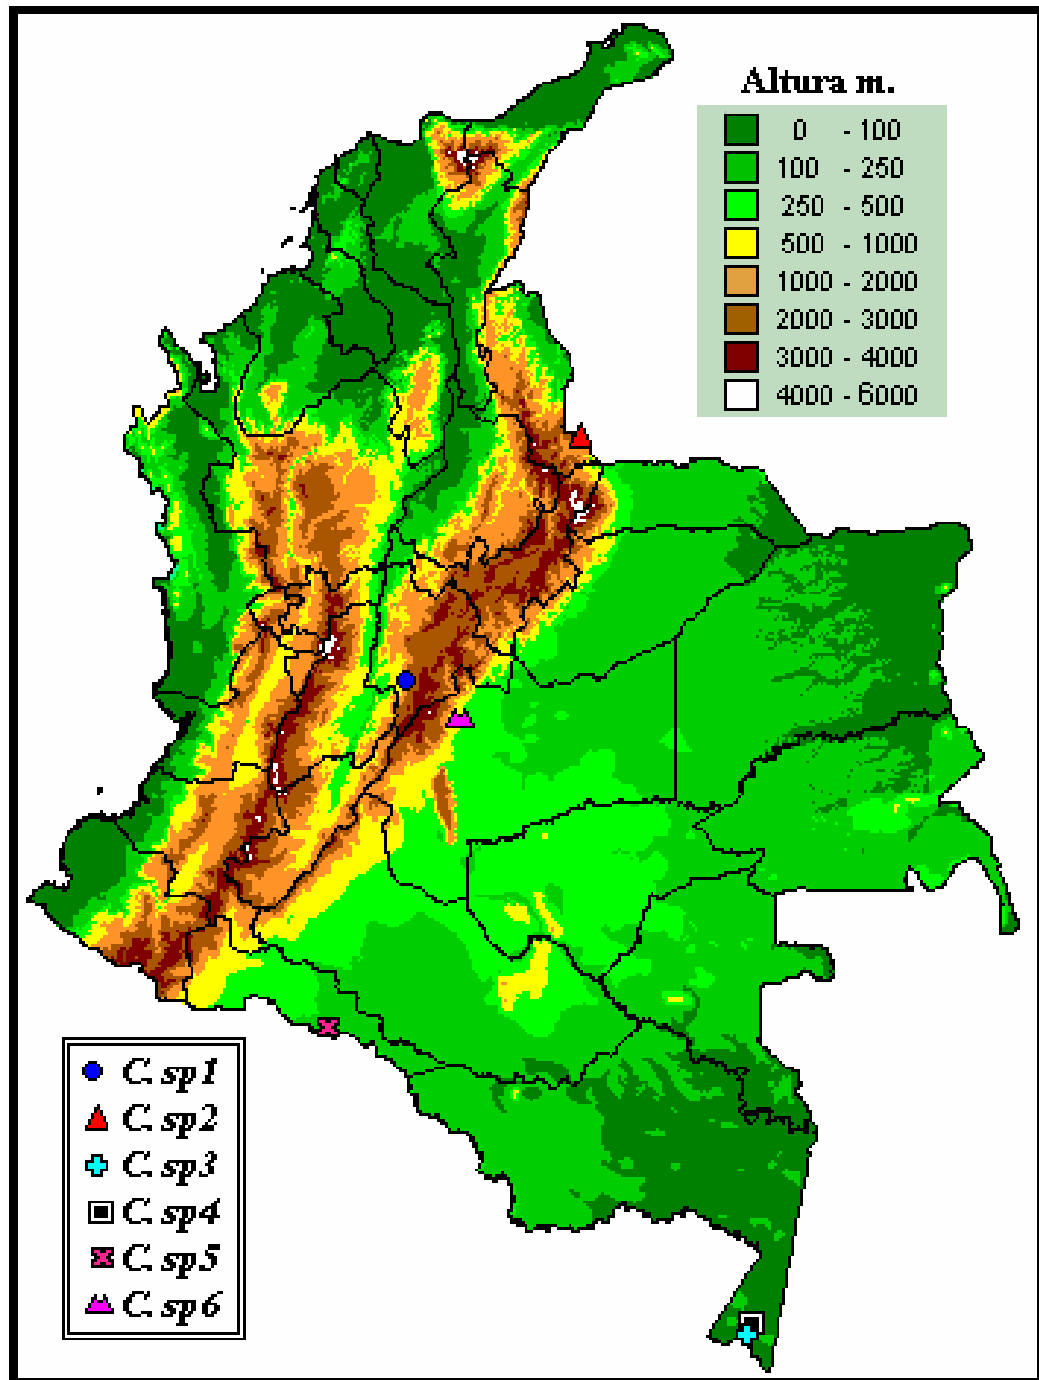 Altura m.
0 - 100
100 - 250
250 - 500
500 - 1000
1000 - 2000
2000 - 3000
3000 - 4000
4000 - 6000
C. sp1
C. sp2
C. sp3
C. sp4
C. sp5
C. sp6